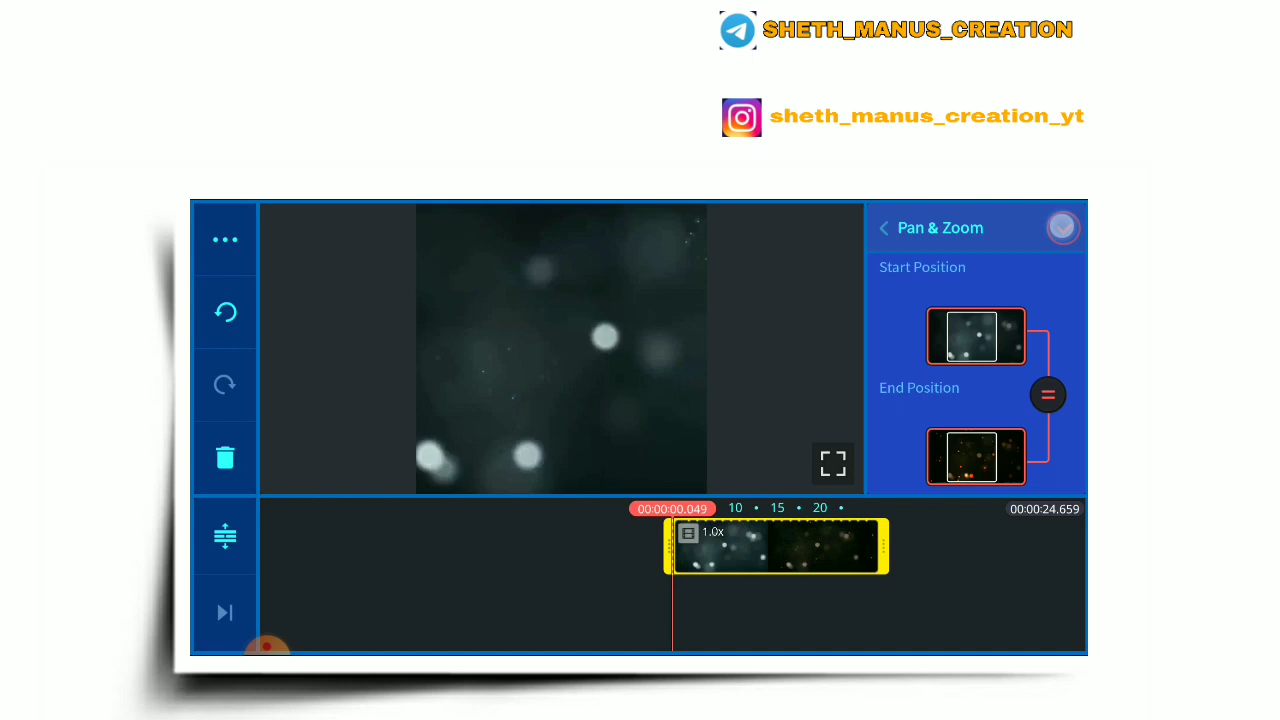 SHETH_MANUS_CREATION
sheth_manus_creation_yt
Pan & Zoom
Start Position
End Position
00:00:00.049 10 15 20 00:00:24.659
1.0x